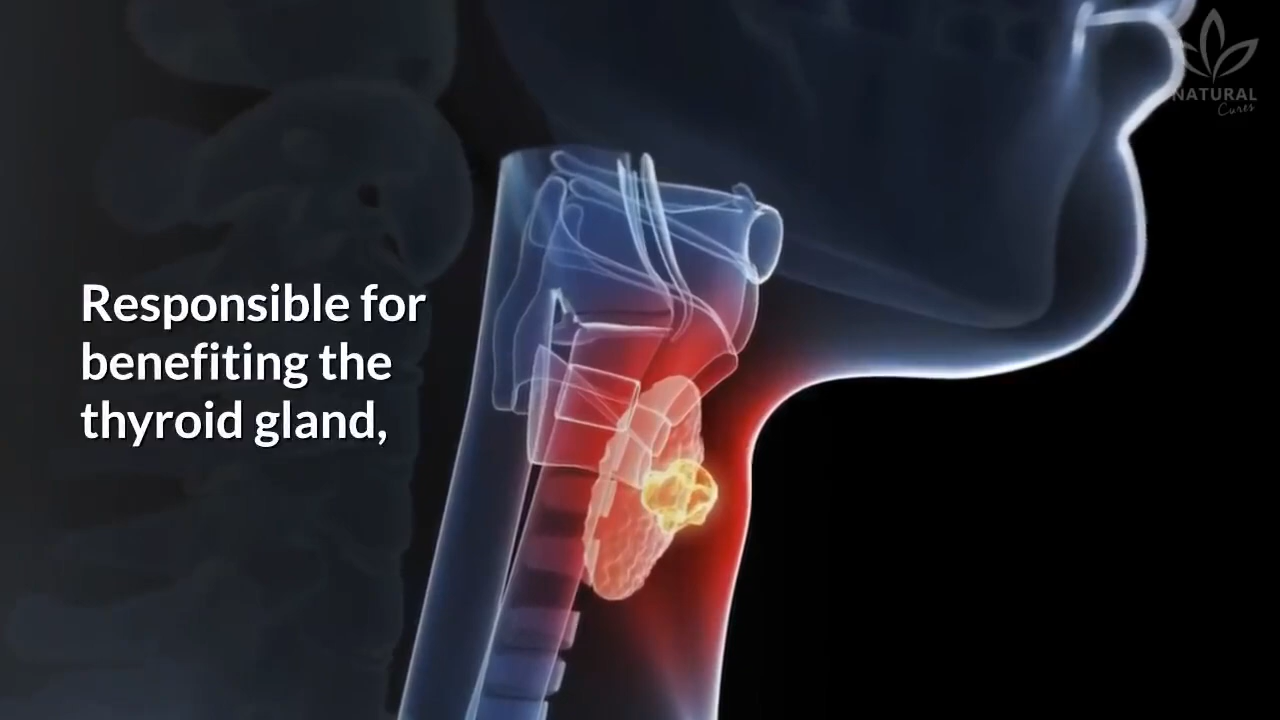 NATURAL
Cures
Responsible for
benefiting the
thyroid gland,